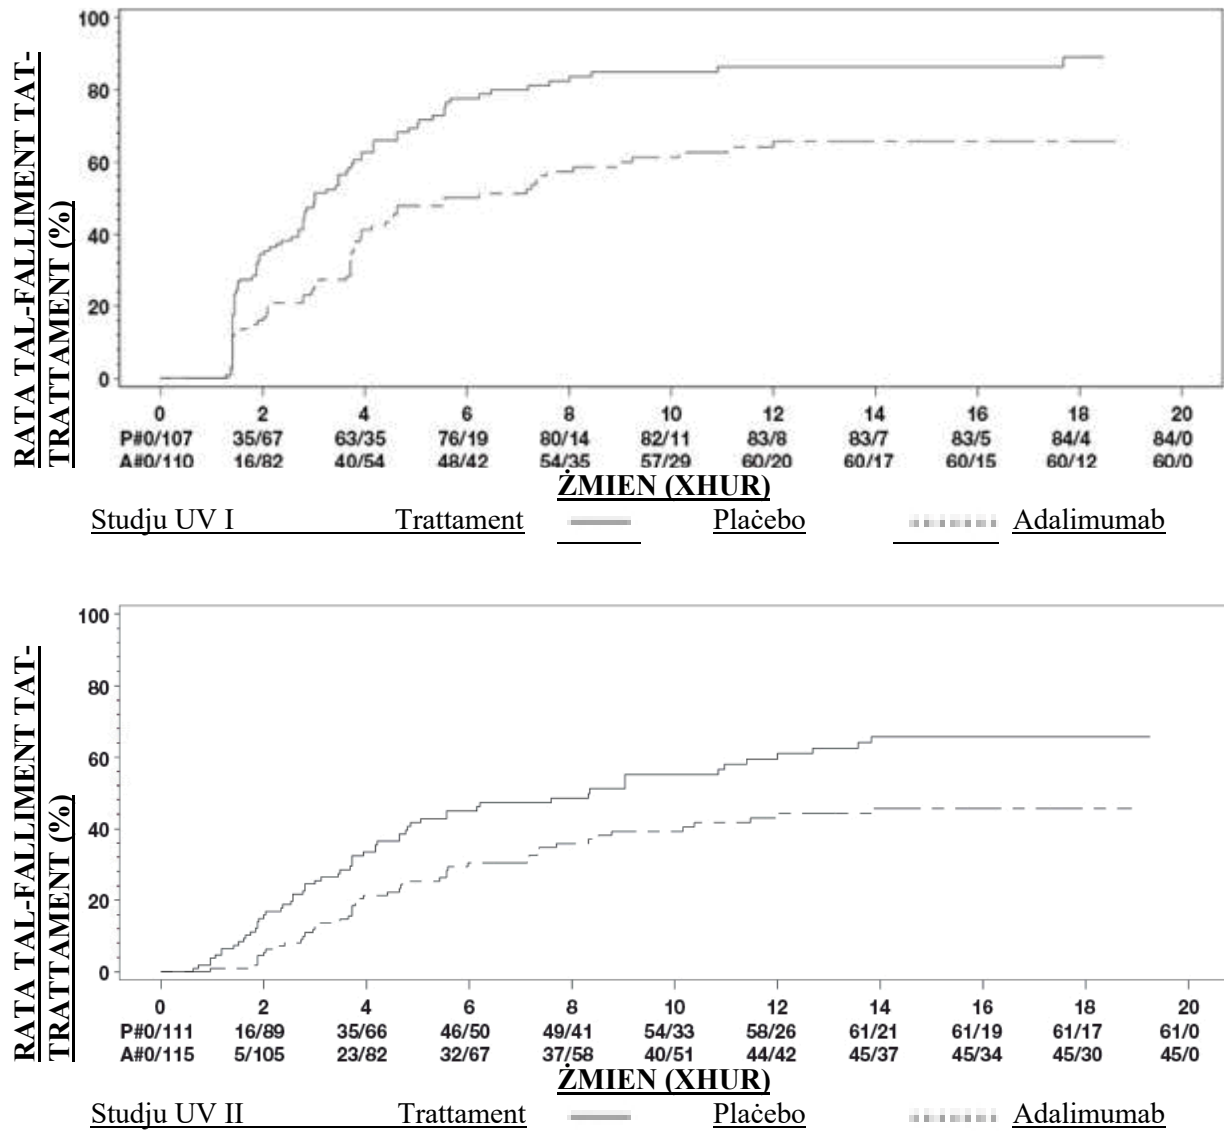 RATA TAL-FALLIMENT TAT-
TRATTAMENT (%)
100
80
60
40
20
0
0 2 4 6 8 10 12 14 16 18 20
P#0/107 35/67 63/35 76/19 80/14 82/11 83/8 83/7 83/5 84/4 84/0
A#0/110 16/82 40/54 48/42 54/35 57/29 60/20 60/17 60/15 60/12 60/0
ŻMIEN (XHUR)
Studju UV I Trattament Plaċebo Adalimumab
RATA TAL-FALLIMENT TAT-
TRATTAMENT (%)
100
80
60
40
20
0
0 2 4 6 8 10 12 14 16 18 20
P#0/111 16/89 35/66 46/50 49/41 54/33 58/26 61/21 61/19 61/17 61/0
A#0/115 5/105 23/82 32/67 37/58 40/51 44/42 45/37 45/34 45/30 45/0
ŻMIEN (XHUR)
Studju UV II Trattament Plaċebo Adalimumab